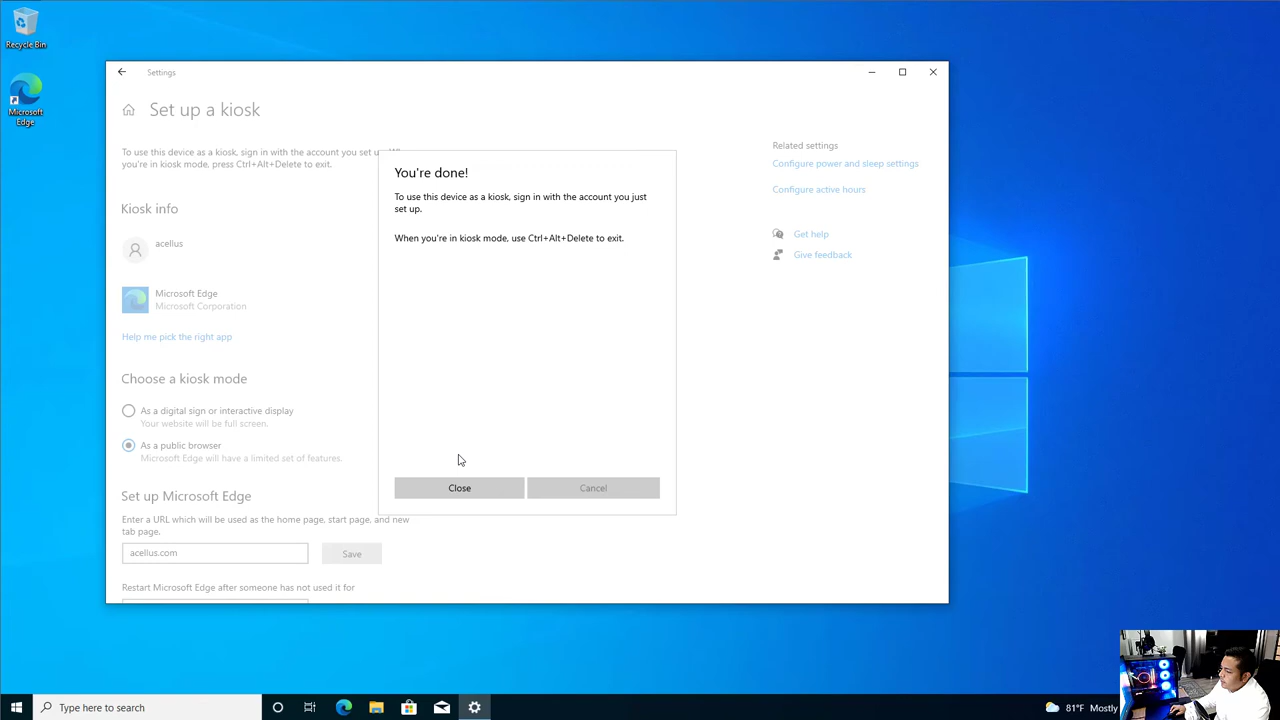 Recycle Bin
Microsoft
Edge
Settings
Set up a kiosk
To use this device as a kiosk, sign in with the account you set up. W
you're in kiosk mode, press Ctrl+Alt+Delete to exit.
Kiosk info
acellus
Microsoft Edge
Microsoft Corporation
Help me pick the right app
Choose a kiosk mode
As a digital sign or interactive display
Your website will be full screen.
As a public browser
Microsoft Edge will have a limited set of features.
Set up Microsoft Edge
Enter a URL which will be used as the home page, start page, and new
tab page.
acellus.com
Save
Restart Microsoft Edge after someone has not used it for
You're done!
To use this device as a kiosk, sign in with the account you just
set up.
When you're in kiosk mode, use Ctrl+Alt+Delete to exit.
Close
Cancel
Related settings
Configure power and sleep settings
Configure active hours
Get help
Give feedback
Type here to search
81°F Mostly